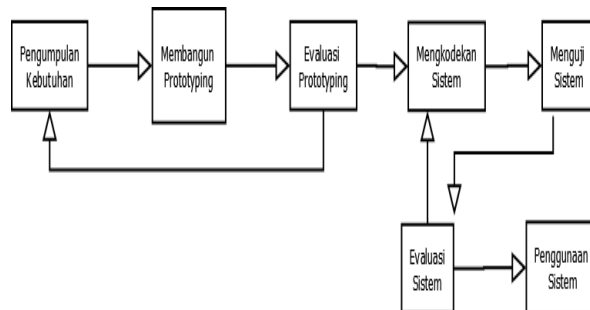 Pengumpulan
Kebutuhan
Membangun
Prototyping
Evaluasi
Prototyping
Mengkodekan
Sistem
Menguji
Sistem
Evaluasi
Sistem
Penggunaan
Sistem